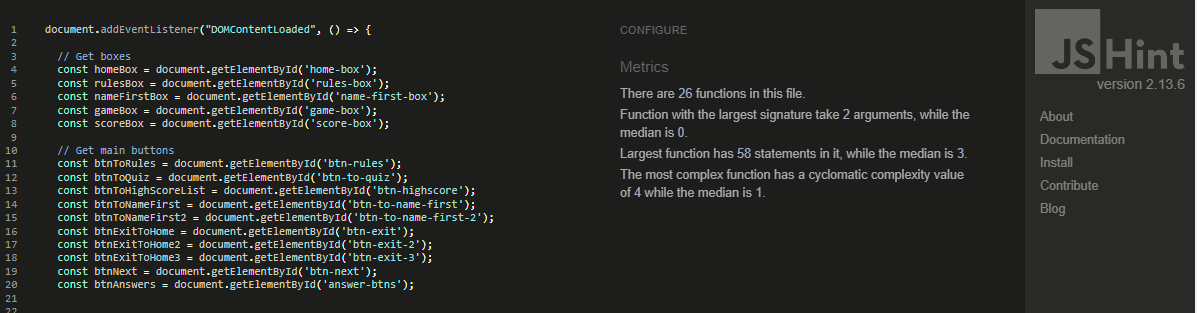 1 document.addEventListener("DOMContentLoaded", () => {
2
3 // Get boxes
4 const homeBox = document.getElementById('home-box');
5 const rulesBox = document.getElementById('rules-box');
6 const nameFirstBox = document.getElementById('name-first-box');
7 const gameBox = document.getElementById('game-box');
8 const scoreBox = document.getElementById('score-box');
9
10 // Get main buttons
11 const btnToRules = document.getElementById('btn-rules');
12 const btnToQuiz = document.getElementById('btn-to-quiz');
13 const btnToHighScoreList = document.getElementById('btn-highscore');
14 const btnToNameFirst = document.getElementById('btn-to-name-first');
15 const btnToNameFirst2 = document.getElementById('btn-to-name-first-2');
16 const btnExitToHome = document.getElementById('btn-exit');
17 const btnExitToHome2 = document.getElementById('btn-exit-2');
18 const btnExitToHome3 = document.getElementById('btn-exit-3');
19 const btnNext = document.getElementById('btn-next');
20 const btnAnswers = document.getElementById('answer-btns');
21
22
CONFIGURE
Metrics
There are 26 functions in this file.
Function with the largest signature take 2 arguments, while the
median is 0.
Largest function has 58 statements in it, while the median is 3.
The most complex function has a cyclomatic complexity value
of 4 while the median is 1.
JSHint
version 2.13.6
About
Documentation
Install
Contribute
Blog